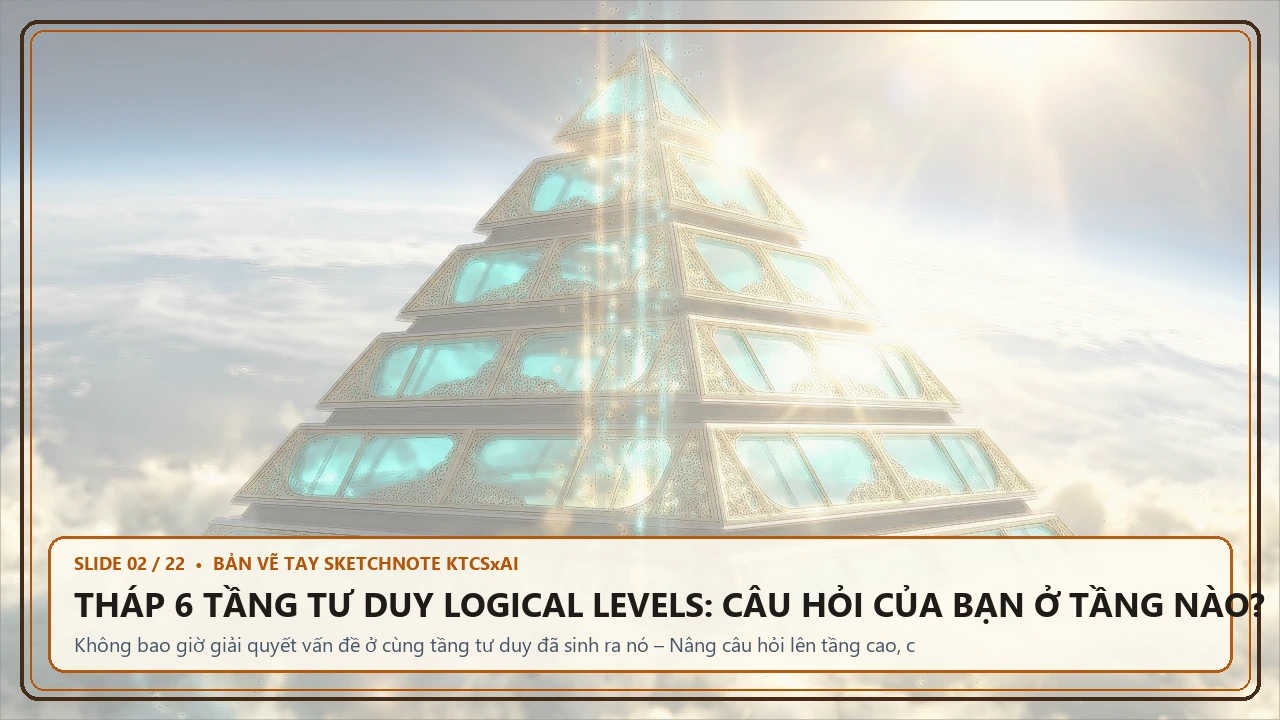 SLIDE 02 / 22 • BẢN VẼ TAY SKETCHNOTE KTCSxAI
THÁP 6 TẦNG TƯ DUY LOGICAL LEVELS: CÂU HỎI CỦA BẠN Ở TẦNG NÀO?
Không bao giờ giải quyết vấn đề ở cùng tầng tư duy đã sinh ra nó – Nâng câu hỏi lên tầng cao, c